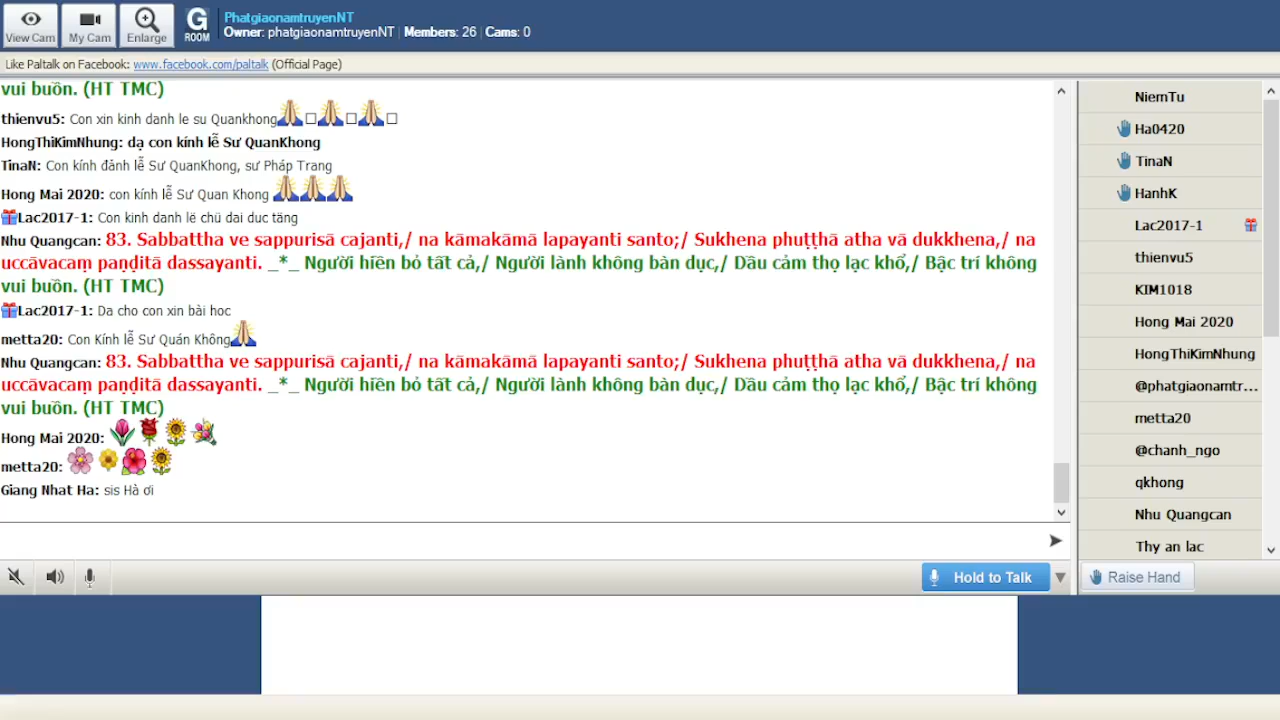 View Cam
My Cam
Enlarge
G
ROOM
PhatgiaonamtruyenNT
Owner: phatgiaonamtruyenNT | Members: 26 | Cams: 0
Like Paltalk on Facebook: www.facebook.com/paltalk (Official Page)
vui buồn. (HT TMC)
thienvu5: Con xin kinh danh le su Quankhong
HongThiKimNhung: dạ con kính lễ Sư QuanKhong
TinaN: Con kính đảnh lễ Sư QuanKhong, sư Pháp Trang
Hong Mai 2020: con kính lễ Sư Quan Khong
Lac2017-1: Con kinh danh lë chü dai duc täng
Nhu Quangcan: 83. Sabbattha ve sappurisā cajanti,/ na kāmakāmā lapayanti santo;/ Sukhena phuṭṭhā atha vā dukkhena,/ na
uccāvacaṃ paṇḍitā dassayanti. _*_ Người hiền bỏ tất cả,/ Người lành không bàn dục,/ Dầu cảm thọ lạc khổ,/ Bậc trí không
vui buồn. (HT TMC)
Lac2017-1: Da cho con xin bài hoc
metta20: Con Kính lễ Sư Quán Không
Nhu Quangcan: 83. Sabbattha ve sappurisā cajanti,/ na kāmakāmā lapayanti santo;/ Sukhena phuṭṭhā atha vā dukkhena,/ na
uccāvacaṃ paṇḍitā dassayanti. _*_ Người hiền bỏ tất cả,/ Người lành không bàn dục,/ Dầu cảm thọ lạc khổ,/ Bậc trí không
vui buồn. (HT TMC)
Hong Mai 2020:
metta20:
Giang Nhat Ha: sis Hà ơi
Hold to Talk
NiemTu
Ha0420
TinaN
HanhK
Lac2017-1
thienvu5
KIM1018
Hong Mai 2020
HongThiKimNhung
@phatgiaonamtr...
metta20
@chanh_ngo
qkhong
Nhu Quangcan
Thy an lac
Raise Hand